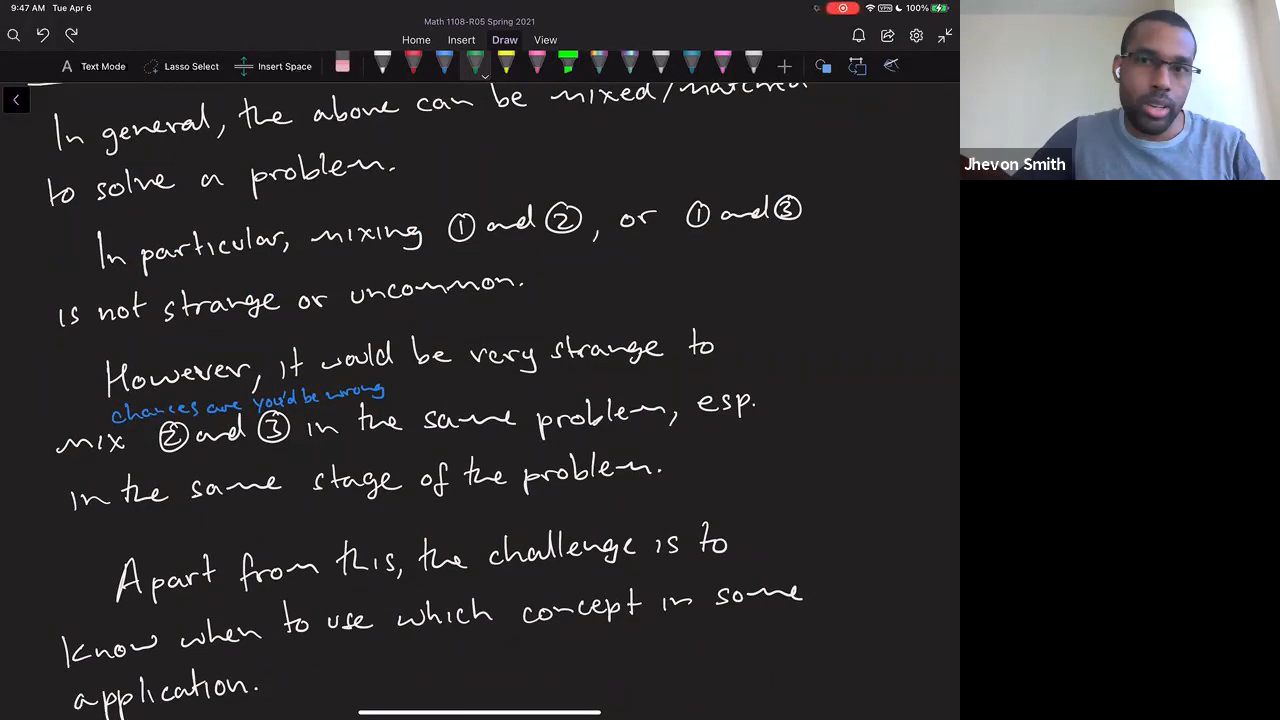 9:47 AM Tue Apr 6
VPN 100%
Math 1108-R05 Spring 2021
Home Insert Draw View
Text Mode Lasso Select Insert Space
In general, the above can be mixed/matched
to solve a problem.
In particular, mixing ① and ②, or ① and ③
is not strange or uncommon.
However, it would be very strange to
chances are you'd be wrong
mix ② and ③ in the same problem, esp.
in the same stage of the problem.
Apart from this, the challenge is to
know when to use which concept in some
application.
Jhevon Smith